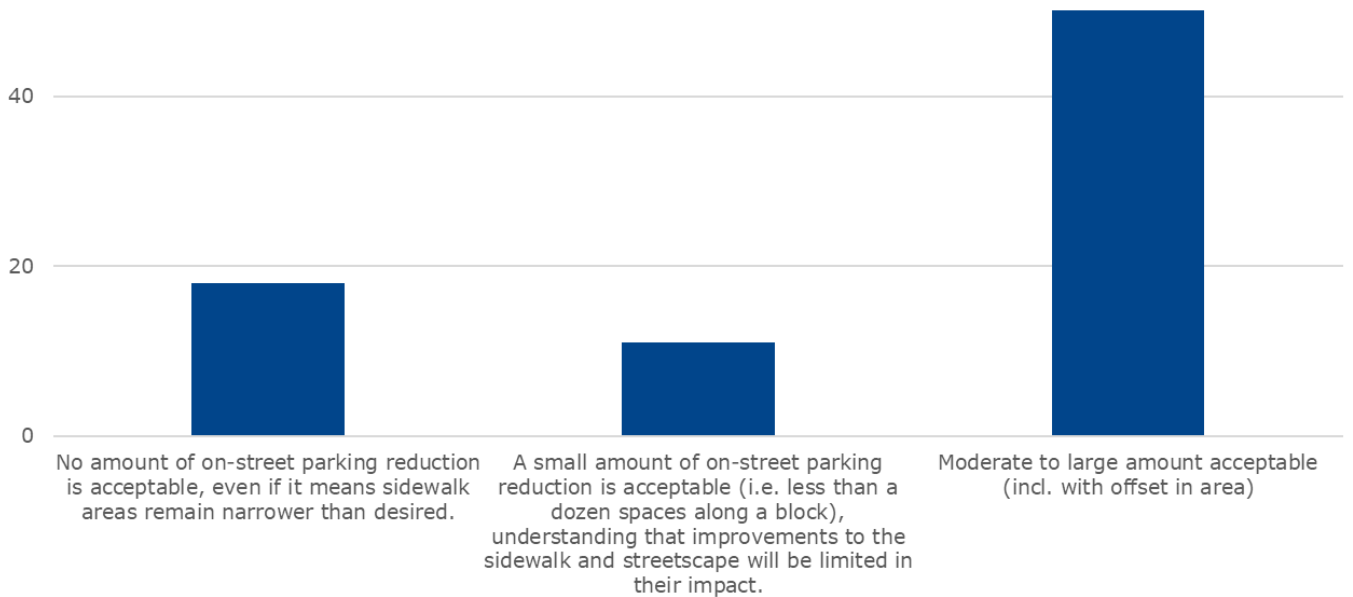 40
20
0
No amount of on-street parking reduction
is acceptable, even if it means sidewalk
areas remain narrower than desired.
A small amount of on-street parking
reduction is acceptable (i.e. less than a
dozen spaces along a block),
understanding that improvements to the
sidewalk and streetscape will be limited in
their impact.
Moderate to large amount acceptable
(incl. with offset in area)